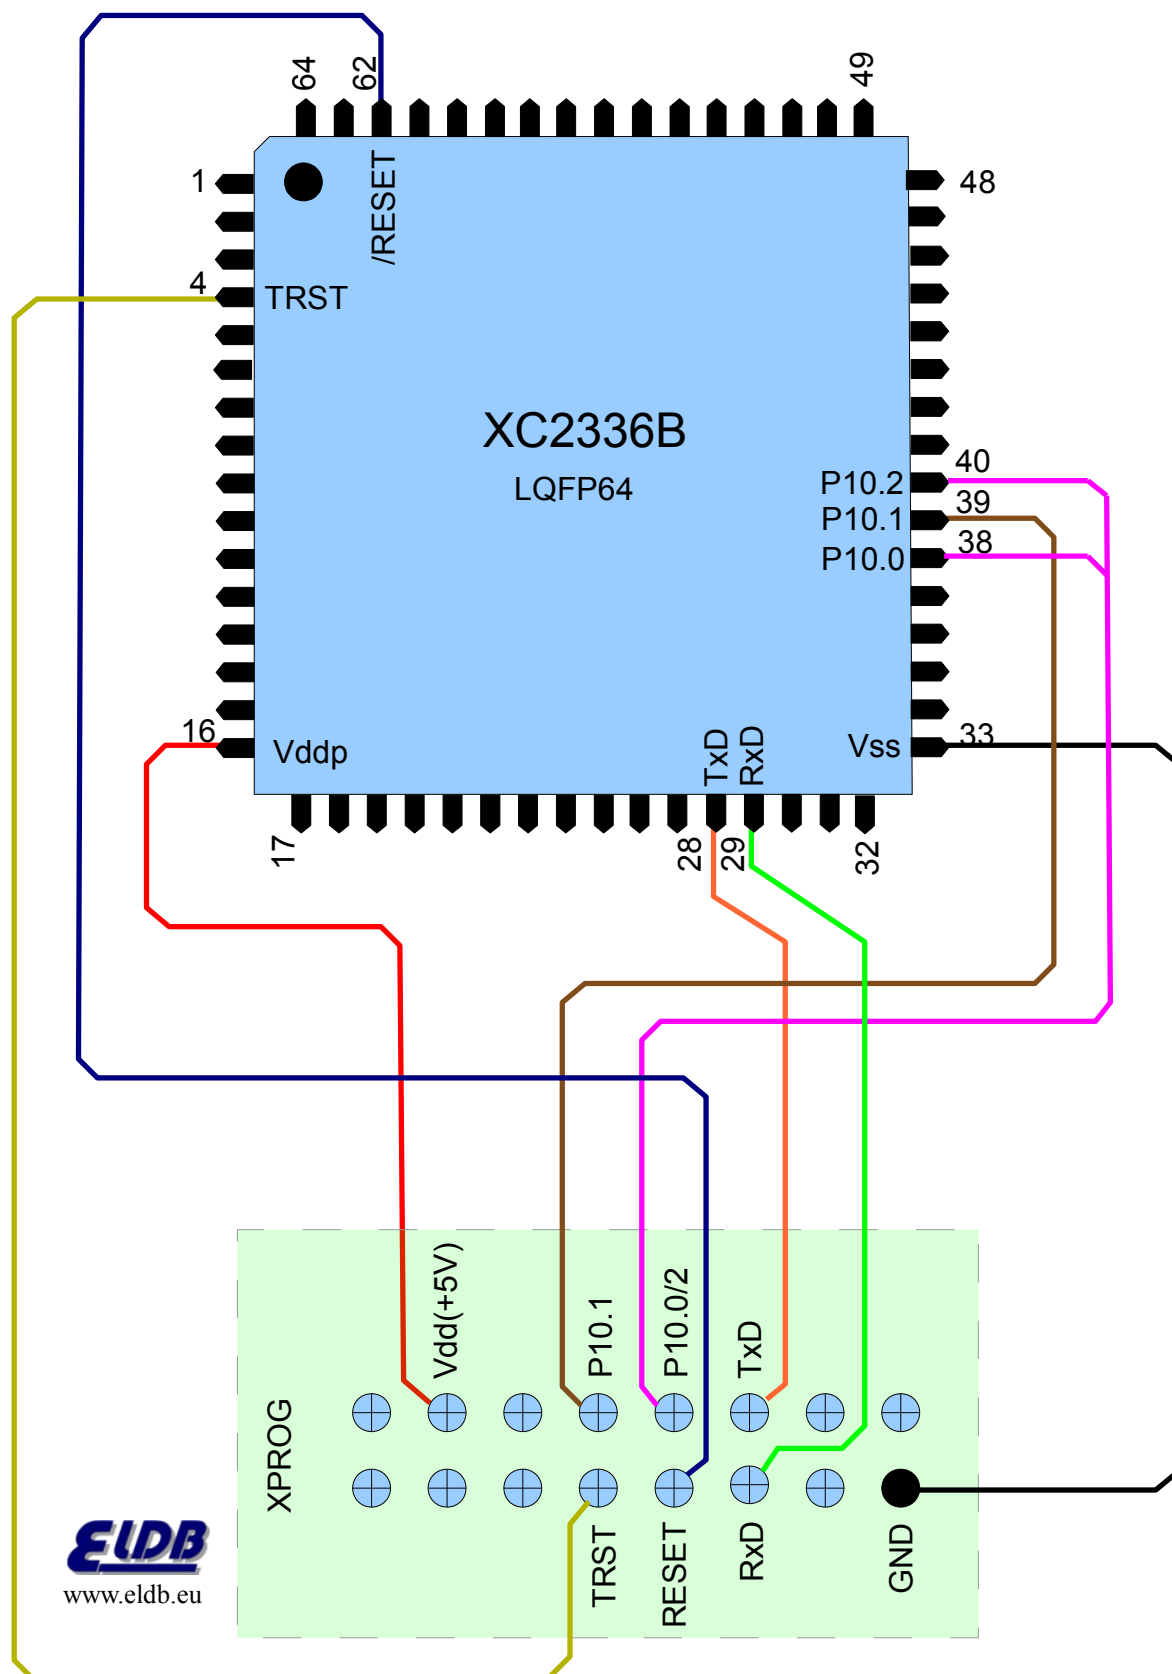 64
62
49
1
/RESET
48
4
TRST
XC2336B
LQFP64
P10.2
40
P10.1
39
P10.0
38
16
Vddp
TxD
RxD
Vss
33
17
28
29
32
XPROG
Vdd(+5V)
P10.1
P10.0/2
TxD
TRST
RESET
RxD
GND
ELDB
www.eldb.eu